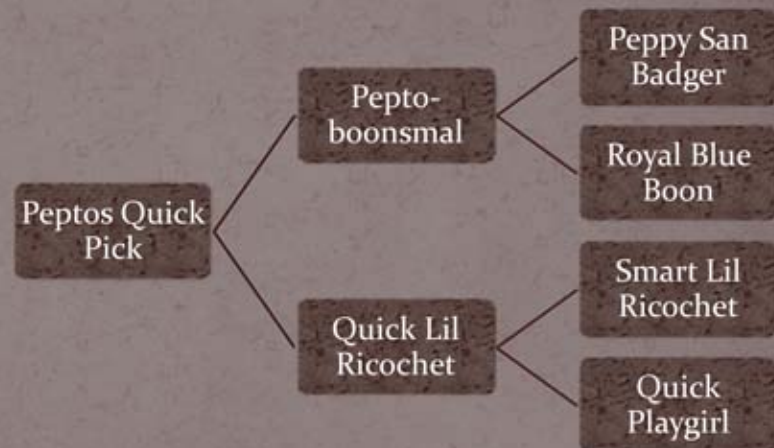 Peptos Quick
Pick
Pepto-
boonsmal
Quick Lil
Ricochet
Peppy San
Badger
Royal Blue
Boon
Smart Lil
Ricochet
Quick
Playgirl